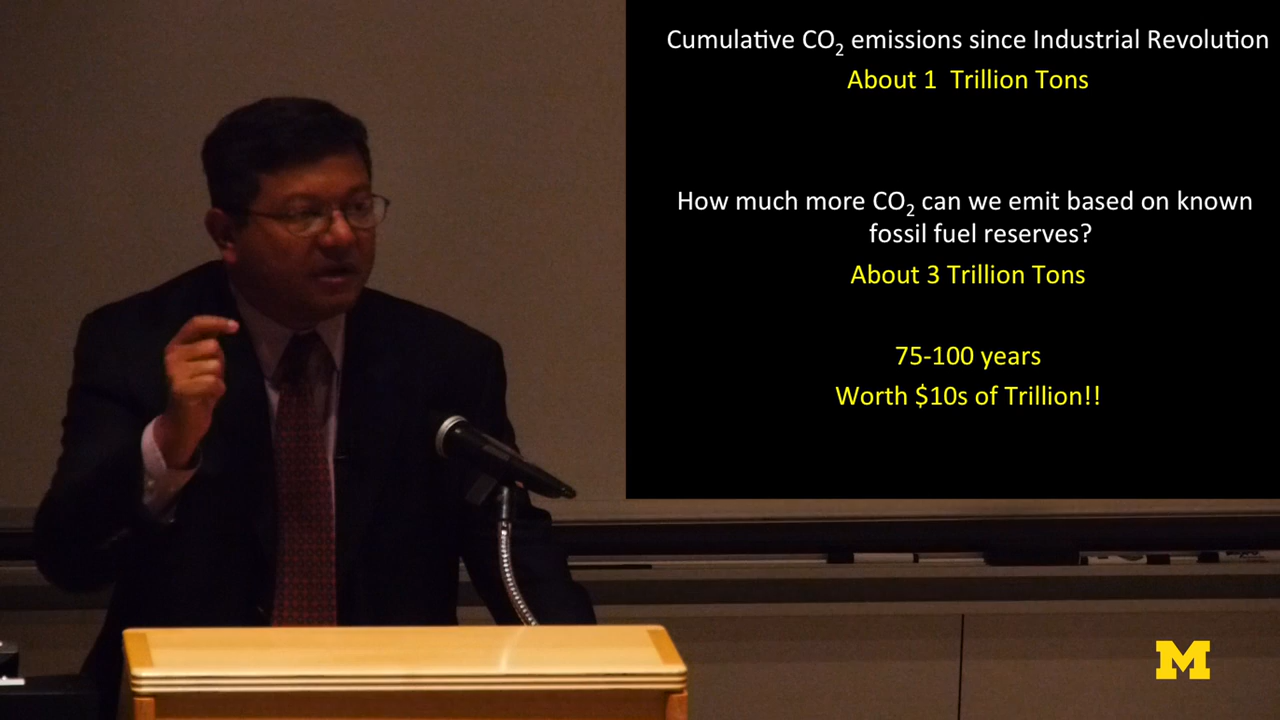 Cumulative CO₂ emissions since Industrial Revolution
About 1 Trillion Tons
How much more CO₂ can we emit based on known
fossil fuel reserves?
About 3 Trillion Tons
75-100 years
Worth $10s of Trillion!!
M